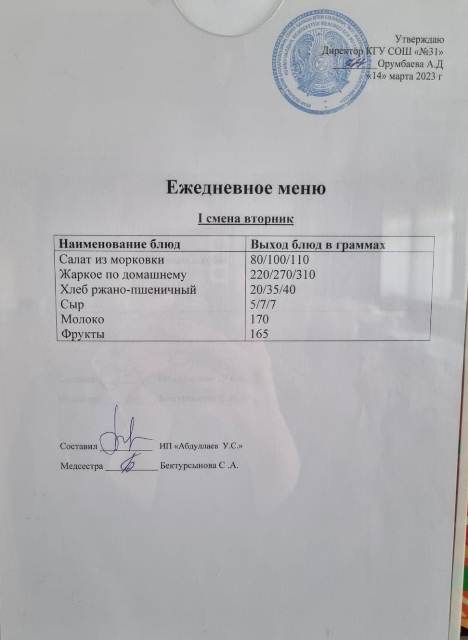 Утверждаю
Директор КГУ СОШ «№31»
Орумбаева А.Д
«14» марта 2023 г
Ежедневное меню
I смена вторник
Наименование блюд Выход блюд в граммах
Салат из морковки 80/100/110
Жаркое по домашнему 220/270/310
Хлеб ржано-пшеничный 20/35/40
Сыр 5/7/7
Молоко 170
Фрукты 165
Составил ИП «Абдуллаев У.С.»
Медсестра Бектурсынова С .А.